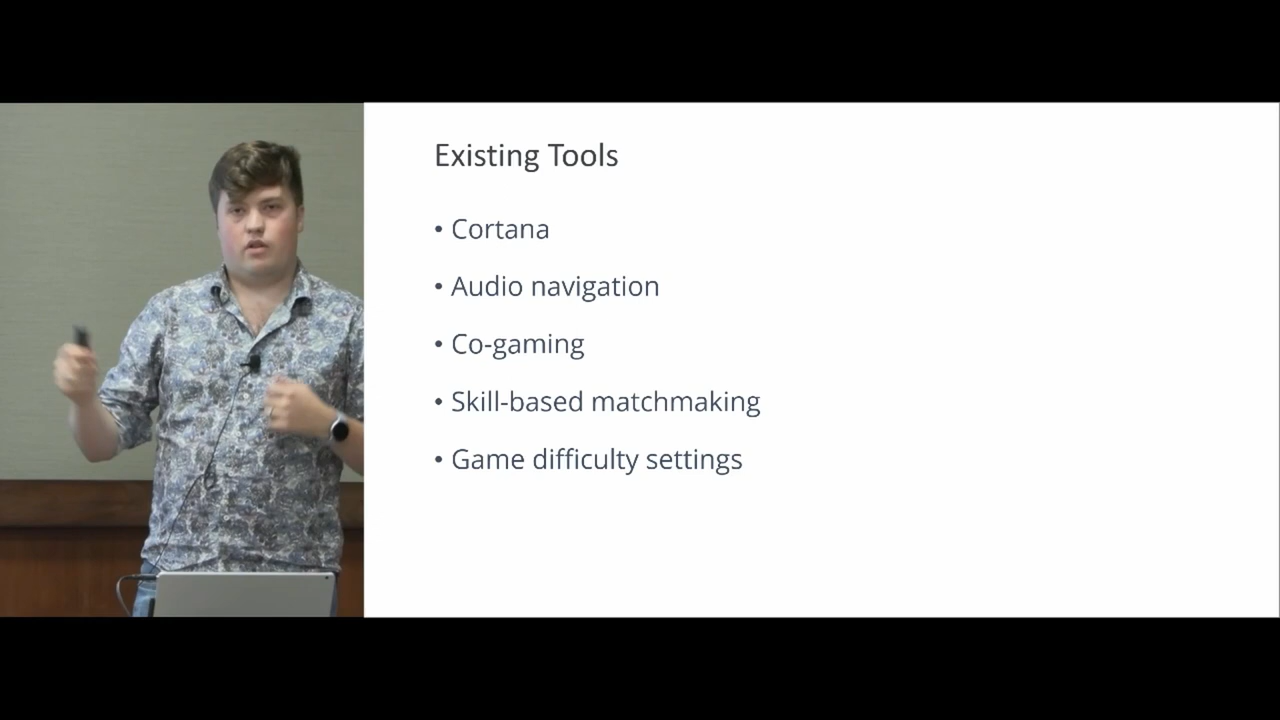 Existing Tools
• Cortana
• Audio navigation
• Co-gaming
• Skill-based matchmaking
• Game difficulty settings